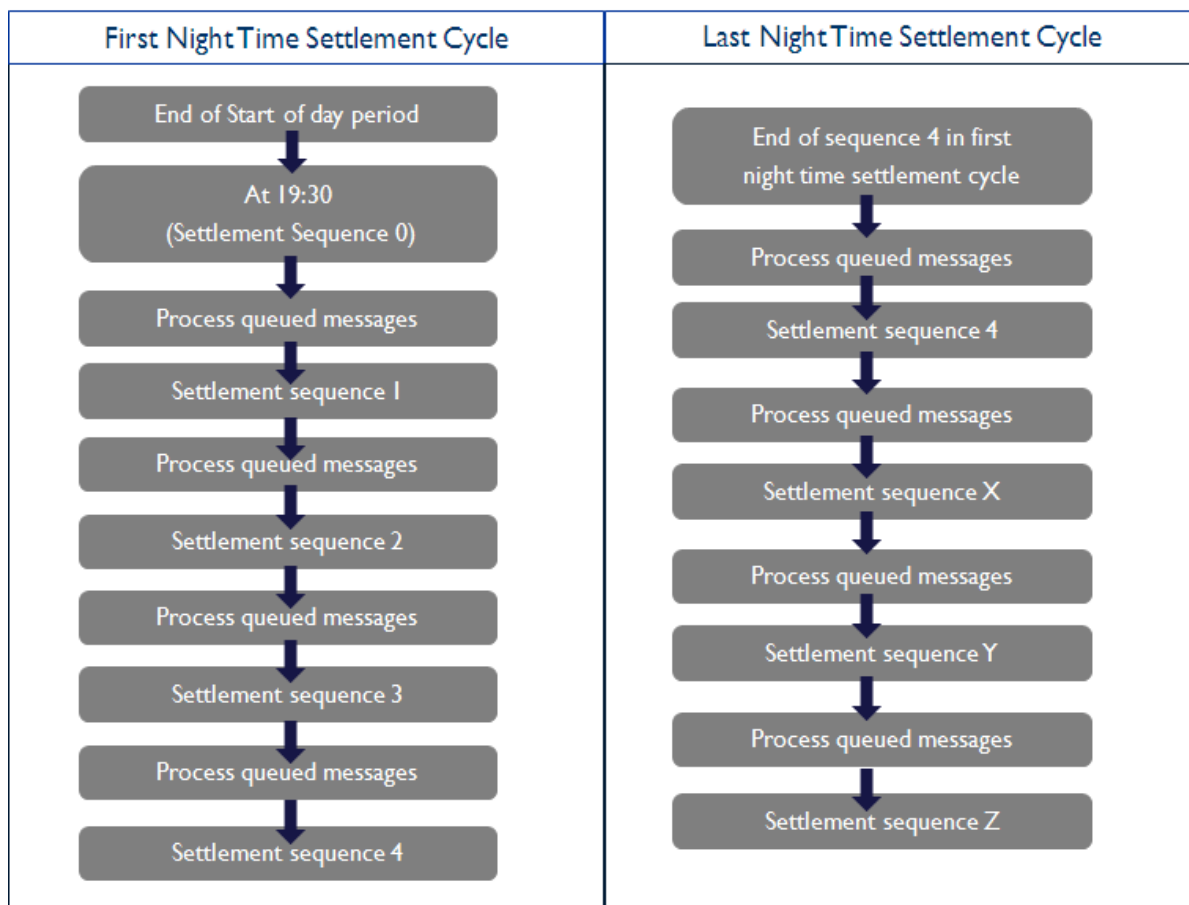 First Night Time Settlement Cycle
End of Start of day period
At 19:30
(Settlement Sequence 0)
Process queued messages
Settlement sequence 1
Process queued messages
Settlement sequence 2
Process queued messages
Settlement sequence 3
Process queued messages
Settlement sequence 4
Last Night Time Settlement Cycle
End of sequence 4 in first
night time settlement cycle
Process queued messages
Settlement sequence 4
Process queued messages
Settlement sequence X
Process queued messages
Settlement sequence Y
Process queued messages
Settlement sequence Z